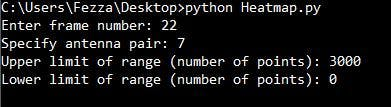 C:\Users\Fezza\Desktop>python Heatmap.py
Enter frame number: 22
Specify antenna pair: 7
Upper limit of range (number of points): 3000
Lower limit of range (number of points): 0